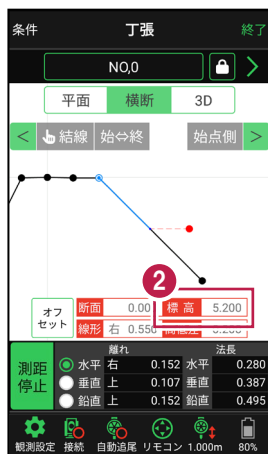 条件 丁張 終了
NO,0
平面 横断 3D
< 結線 始⇔終 始点側 >
2
オフセット 断面 0.00 標高 5.200
線形 右 0.550
離れ 法長
測距停止 水平 右 0.152 水平 0.280
垂直 上 0.107 垂直 0.387
鉛直 上 0.152 鉛直 0.495
観測設定 接続 自動追尾 リモコン 1.000m 80%